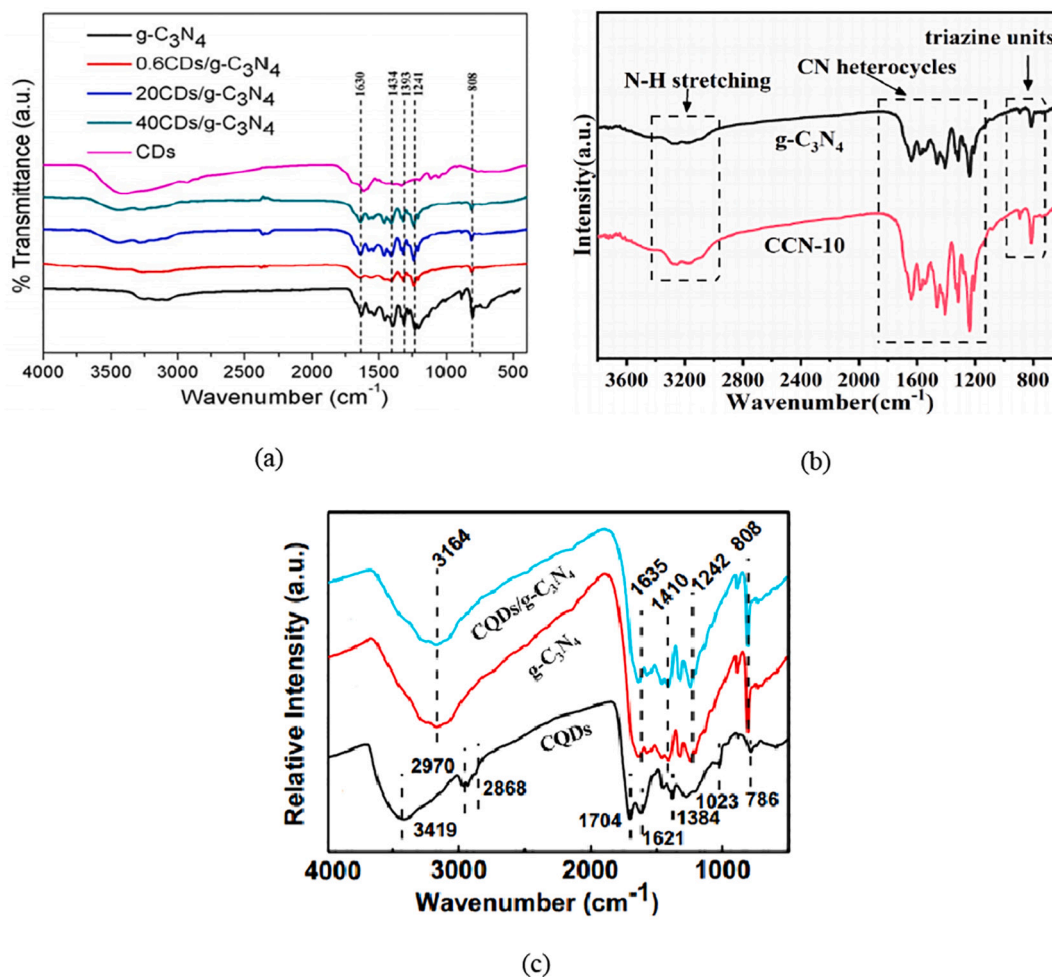 g-C₃N₄
0.6CDs/g-C₃N₄
20CDs/g-C₃N₄
40CDs/g-C₃N₄
CDs
1630
1434
1393
1241
808
% Transmittance (a.u.)
4000 3500 3000 2500 2000 1500 1000 500
Wavenumber (cm⁻¹)
(a)
triazine units
CN heterocycles
N-H stretching
g-C₃N₄
CCN-10
Intensity(a.u.)
3600 3200 2800 2400 2000 1600 1200 800
Wavenumber(cm⁻¹)
(b)
3164
1635
1410
1242
808
CQDs/g-C₃N₄
g-C₃N₄
CQDs
2970
2868
3419
1704
1621
1384
1023
786
Relative Intensity (a.u.)
4000 3000 2000 1000
Wavenumber (cm⁻¹)
(c)